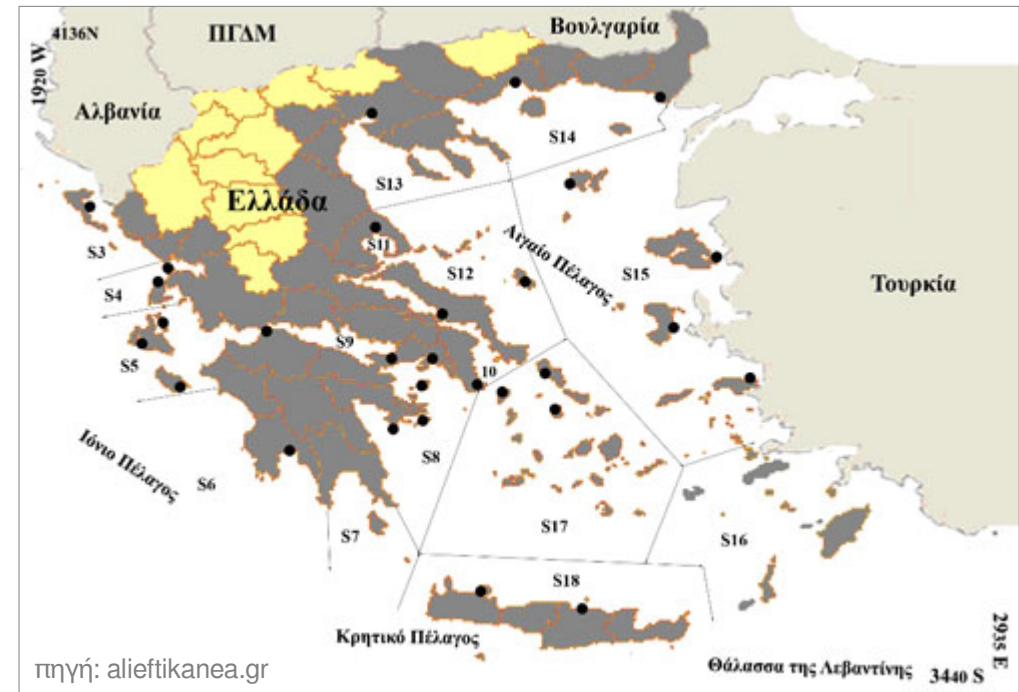 4136N
ΠΓΔΜ
Βουλγαρία
1920 W
Αλβανία
S14
S13
Ελλάδα
Αιγαίο Πέλαγος
S3
S11
S12
S15
Τουρκία
S4
S5
S9
10
Ιόνιο Πέλαγος
S6
S8
S7
S17
S16
S18
Κρητικό Πέλαγος
2935 E
Θάλασσα της Λεβαντίνης
3440 S
πηγή: alieftikanea.gr